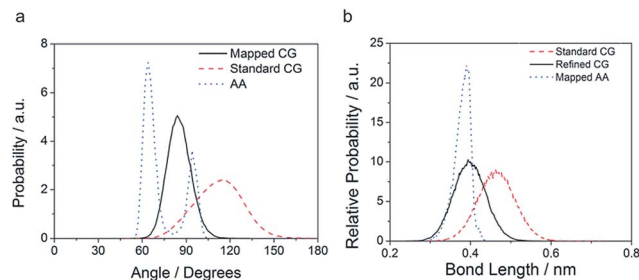 a
Mapped CG
Standard CG
AA
Probability / a.u.
8
6
4
2
0
0 30 60 90 120 150 180
Angle / Degrees
b
Standard CG
Refined CG
Mapped AA
Relative Probability / a.u.
25
20
15
10
5
0
0.2 0.4 0.6 0.8
Bond Length / nm